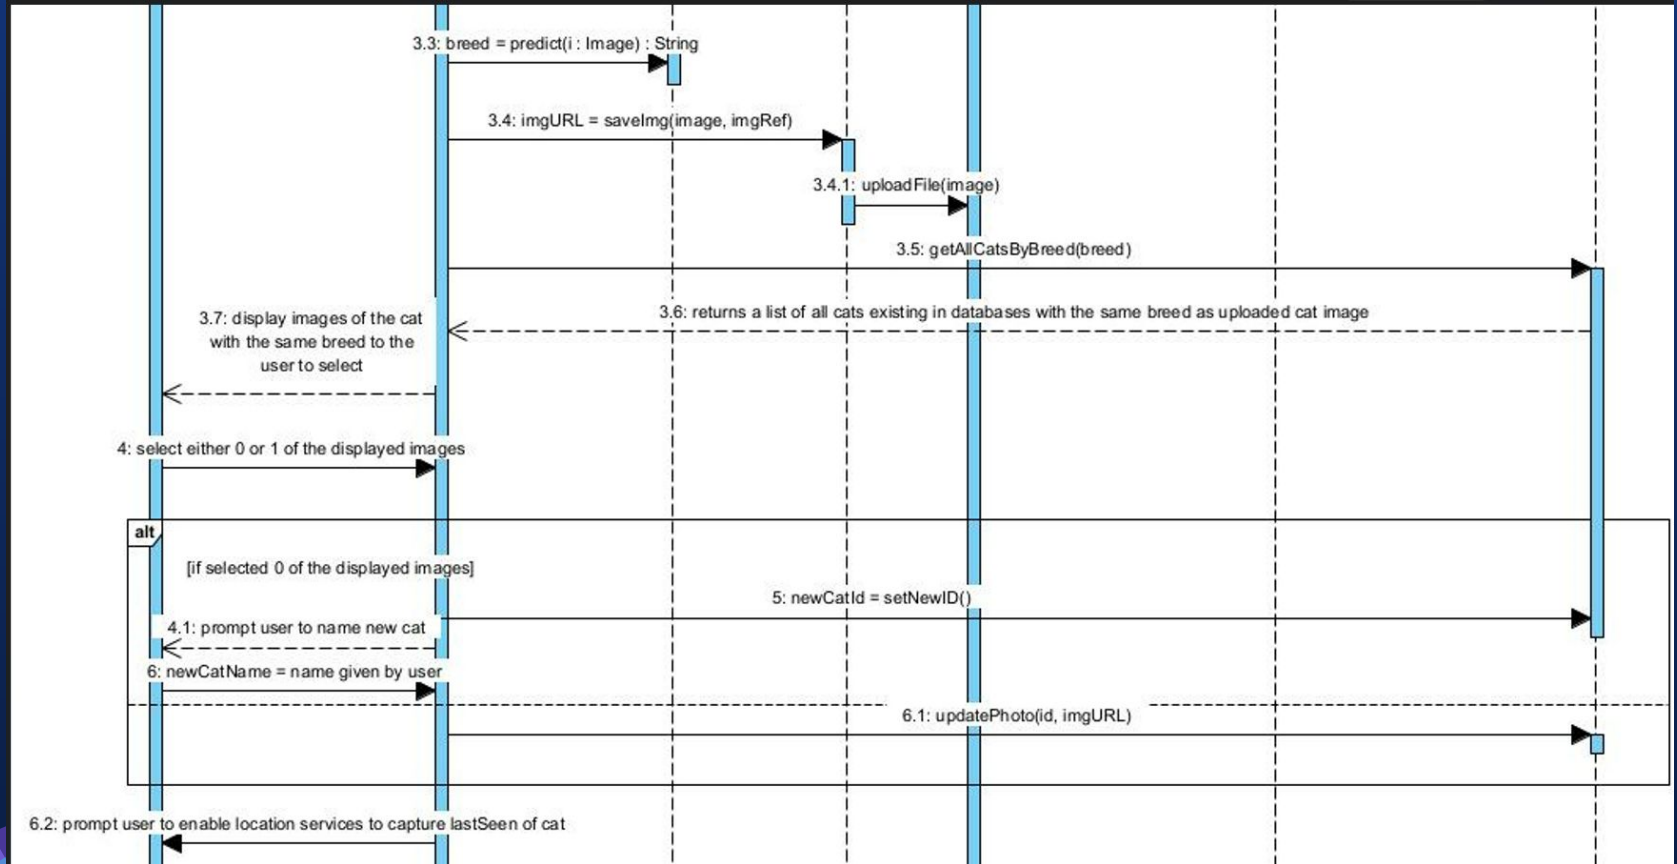 3.3: breed = predict(i : Image) : String
3.4: imgURL = saveImg(image, imgRef)
3.4.1: uploadFile(image)
3.5: getAllCatsByBreed(breed)
3.6: returns a list of all cats existing in databases with the same breed as uploaded cat image
3.7: display images of the cat
with the same breed to the
user to select
4: select either 0 or 1 of the displayed images
alt
[if selected 0 of the displayed images]
5: newCatId = setNewID()
4.1: prompt user to name new cat
6: newCatName = name given by user
6.1: updatePhoto(id, imgURL)
6.2: prompt user to enable location services to capture lastSeen of cat